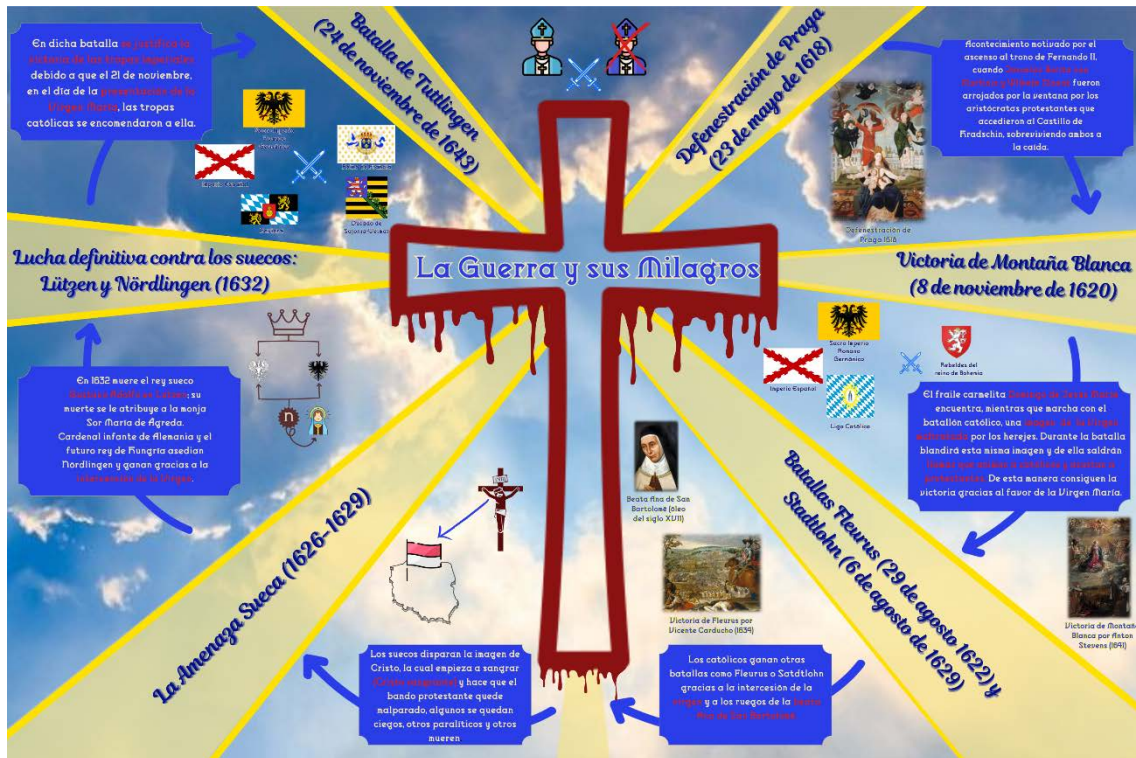 La Guerra y sus Milagros
Defenestración de Praga
(23 de mayo de 1618)
Acontecimiento motivado por el
ascenso al trono de Fernando II,
cuando
fueron
arrojados por la ventana por los
aristócratas protestantes que
accedieron al Castillo de
Hradschin, sobreviviendo ambos a
la caída.
Defenestración de
Praga 1618
Victoria de Montaña Blanca
(8 de noviembre de 1620)
Sacro Imperio
Romano
Germánico
Imperio Español
Liga Católica
Rebeldes del
reino de Bohemia
El fraile carmelita Domingo de Jesús María
encuentra, mientras que marcha con el
batallón católico, una imagen de la Virgen
maltratada por los herejes. Durante la batalla
blandirá esta misma imagen y de ella saldrán
llamas que animan a católicos y asustan a
protestantes. De esta manera consiguen la
victoria gracias al favor de la Virgen María.
Victoria de Montaña
Blanca por Anton
Stevens (1641)
Batallas Fleurus (29 de agosto 1622) y
Stadtlohn (6 de agosto de 1629)
Beata Ana de San
Bartolomé (óleo
del siglo XVII)
Victoria de Fleurus por
Vicente Carducho (1634)
Los católicos ganan otras
batallas como Fleurus o Satdtlohn
gracias a la intercesión de la
virgen y a los ruegos de la Beata
Ana de San Bartolomé
La Amenaza Sueca (1626-1629)
Los suecos disparan la imagen de
Cristo, la cual empieza a sangrar
(Cristo sangrante) y hace que el
bando protestante quede
malparado, algunos se quedan
ciegos, otros paralíticos y otros
mueren
Lucha definitiva contra los suecos:
Lützen y Nördlingen (1632)
En 1632 muere el rey sueco
Gustavo Adolfo en Lützen; su
muerte se le atribuye a la monja
Sor María de Ágreda.
Cardenal infante de Alemania y el
futuro rey de Hungría asedian
Nördlingen y ganan gracias a la
intervención de la Virgen.
n
Batalla de Tuttlingen
(24 de noviembre de 1643)
En dicha batalla se justifica la
victoria de las tropas imperiales
debido a que el 21 de noviembre,
en el día de la presentación de la
Virgen María, las tropas
católicas se encomendaron a ella.
Imperio Español